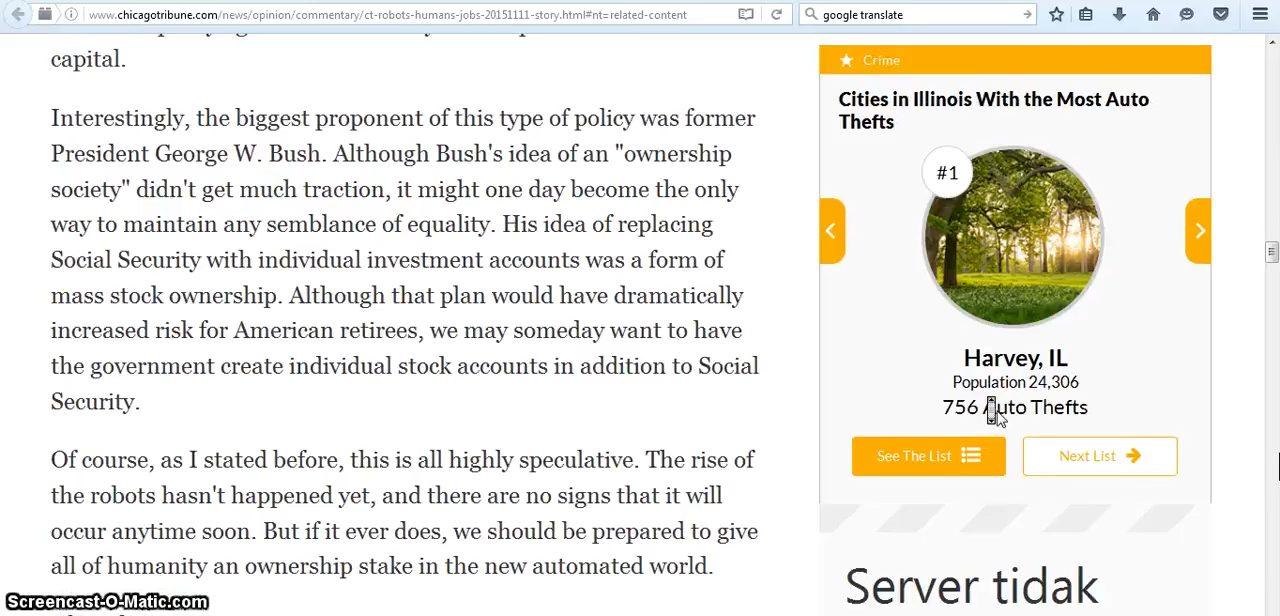 www.chicagotribune.com/news/opinion/commentary/ct-robots-humans-jobs-20151111-story.html#nt=related-content
google translate
capital.
Interestingly, the biggest proponent of this type of policy was former
President George W. Bush. Although Bush's idea of an "ownership
society" didn't get much traction, it might one day become the only
way to maintain any semblance of equality. His idea of replacing
Social Security with individual investment accounts was a form of
mass stock ownership. Although that plan would have dramatically
increased risk for American retirees, we may someday want to have
the government create individual stock accounts in addition to Social
Security.
Of course, as I stated before, this is all highly speculative. The rise of
the robots hasn't happened yet, and there are no signs that it will
occur anytime soon. But if it ever does, we should be prepared to give
all of humanity an ownership stake in the new automated world.
Crime
Cities in Illinois With the Most Auto
Thefts
#1
Harvey, IL
Population 24,306
756 Auto Thefts
See The List
Next List
Server tidak
Screencast-O-Matic.com